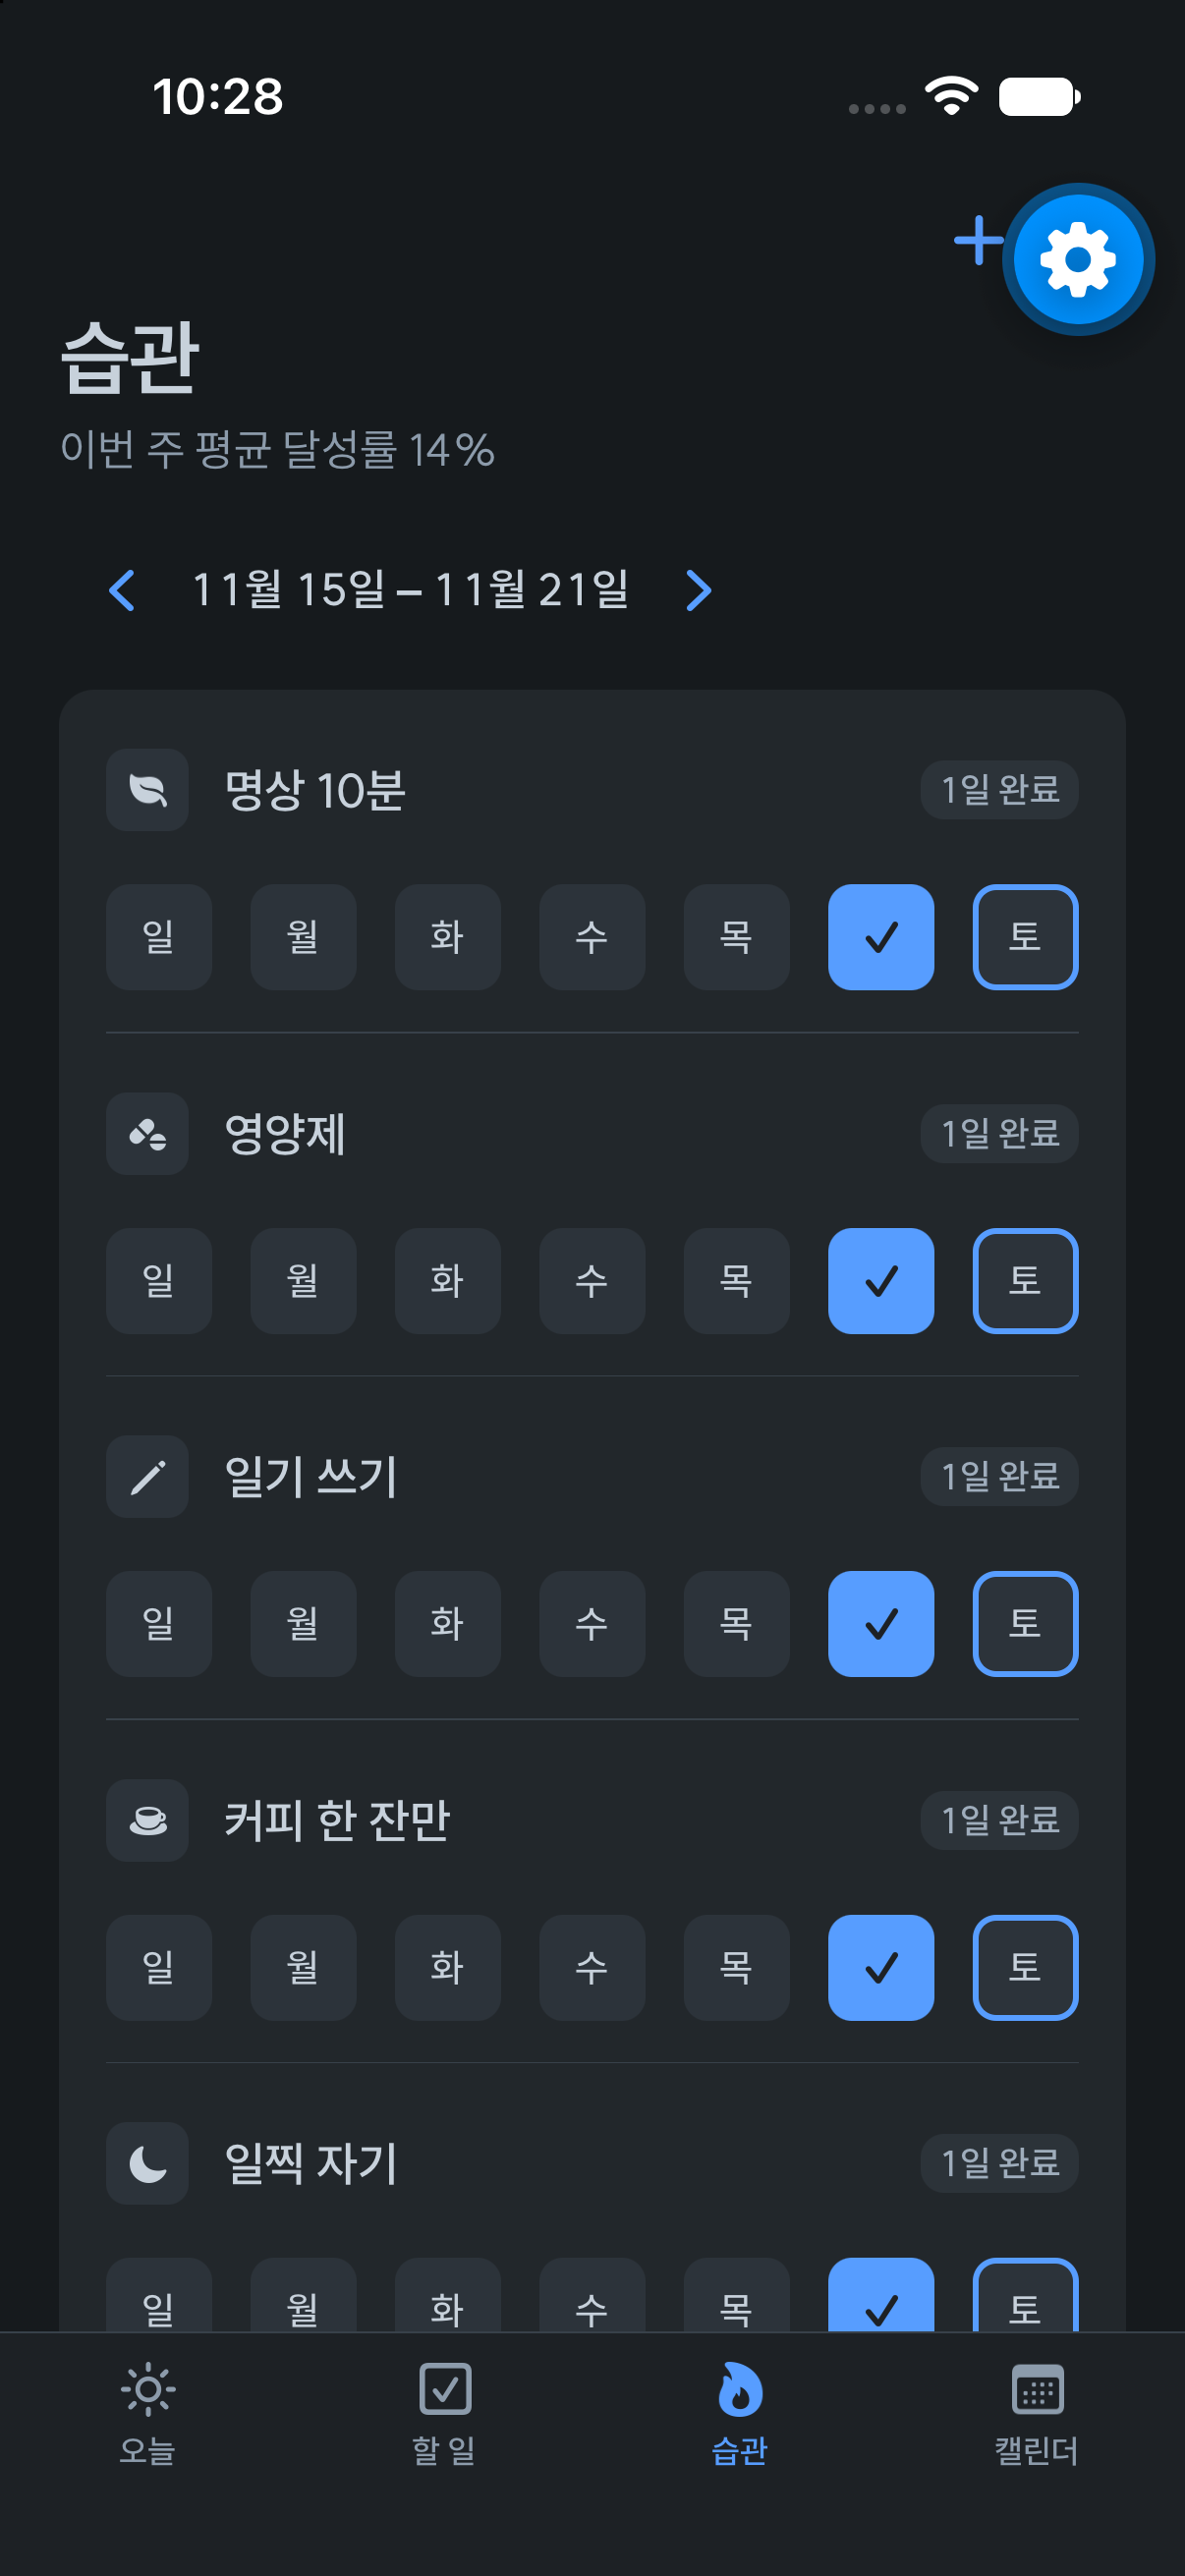 10:28
습관
이번 주 평균 달성률 14%
11월 15일 – 11월 21일
명상 10분
1일 완료
일 월 화 수 목 토
영양제
1일 완료
일 월 화 수 목 토
일기 쓰기
1일 완료
일 월 화 수 목 토
커피 한 잔만
1일 완료
일 월 화 수 목 토
일찍 자기
1일 완료
일 월 화 수 목 토
오늘 할 일 습관 캘린더